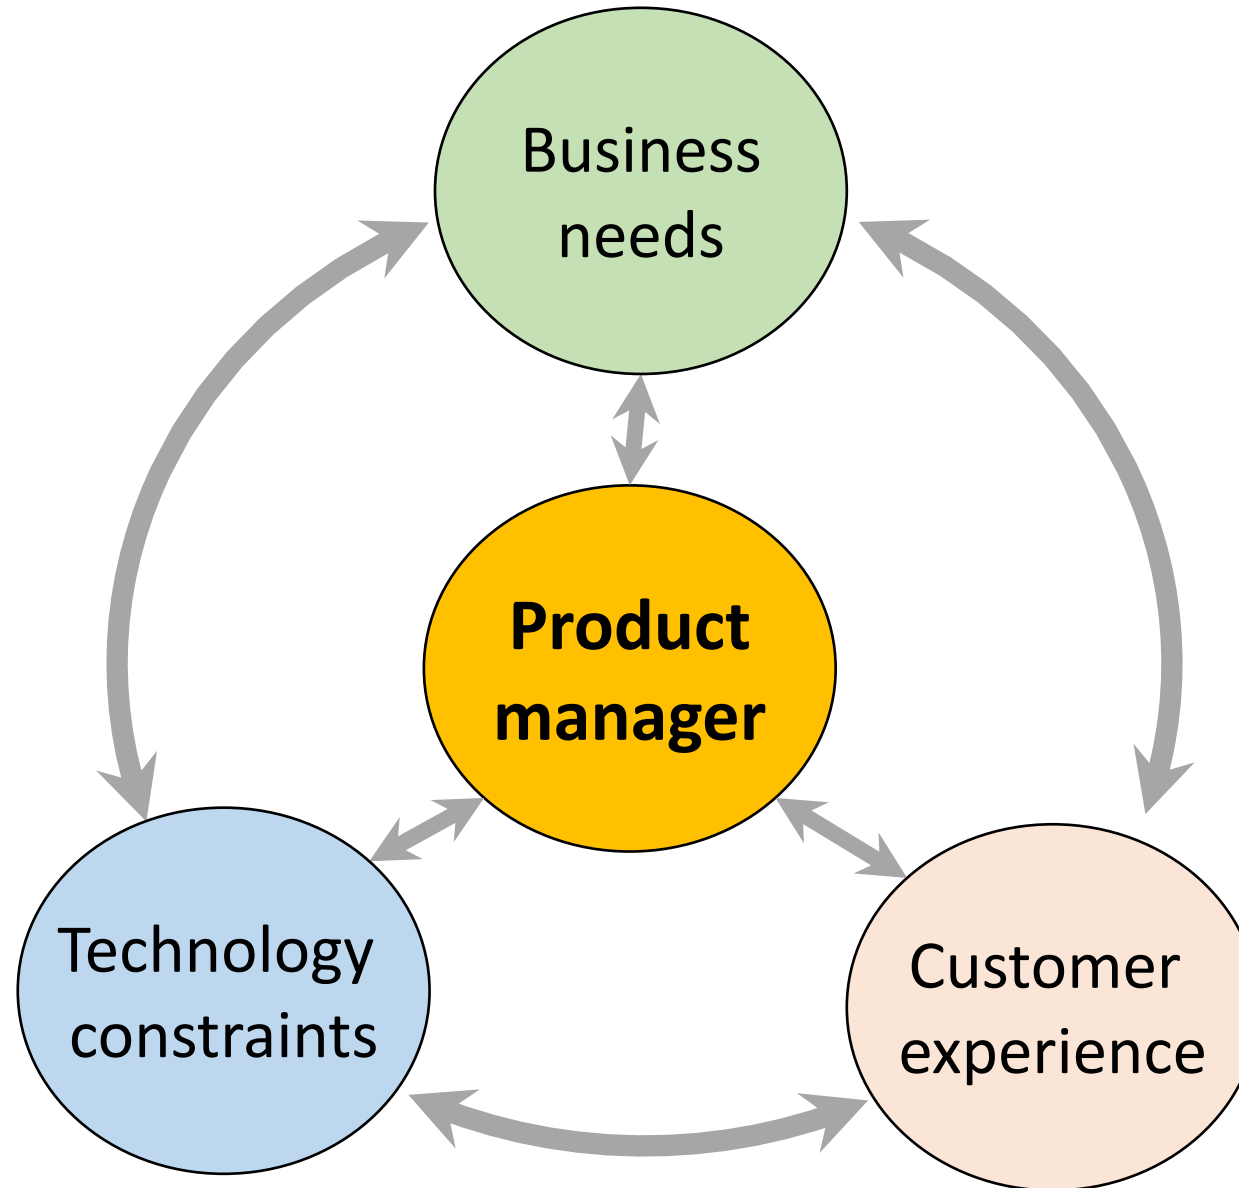 Business
needs
Product
manager
Technology
constraints
Customer
experience